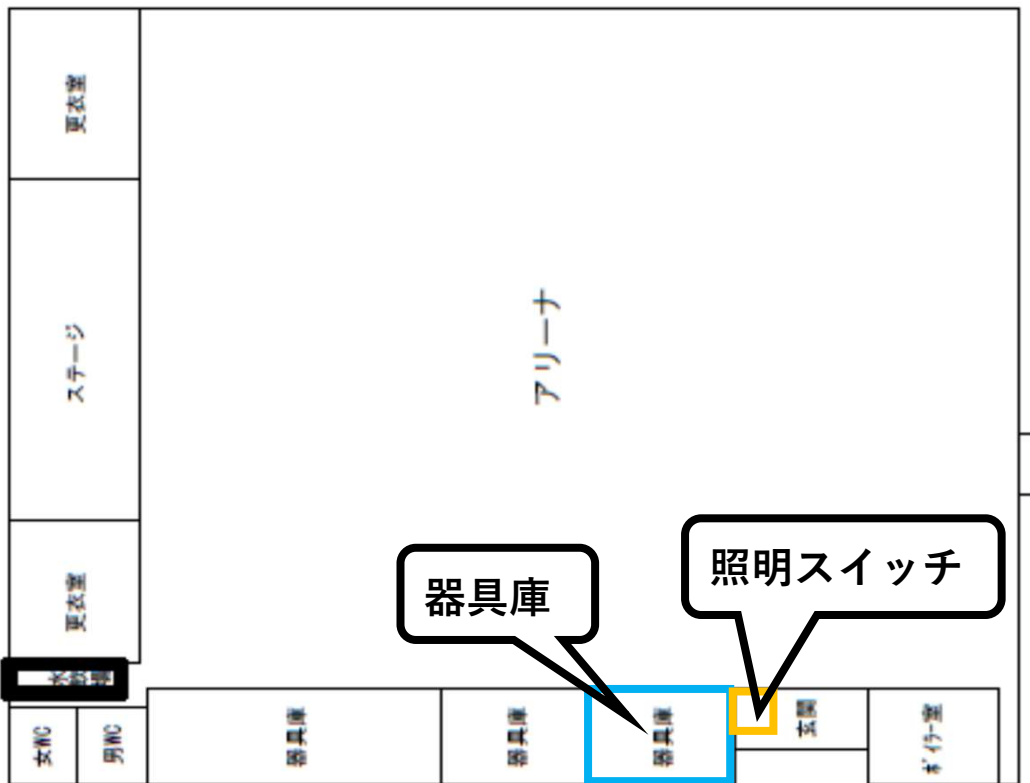 更衣室
ステージ
アリーナ
更衣室
器具庫
照明スイッチ
女WC
男WC
器具庫
器具庫
器具庫
玄関
ボイラー室